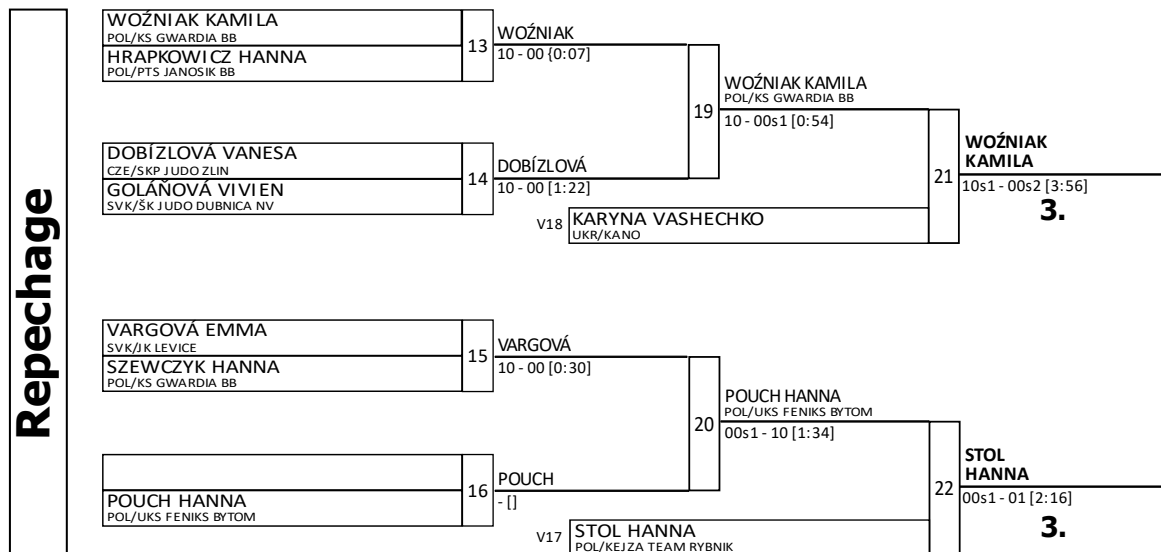 Repechage
WOŹNIAK KAMILA
POL/KS GWARDIA BB
HRAPKOWICZ HANNA
POL/PTS JANOSIK BB
13
WOŹNIAK
10 - 00 {0:07]
DOBÍZLOVÁ VANESA
CZE/SKP JUDO ZLIN
GOLÁŇOVÁ VIVIEN
SVK/ŠK JUDO DUBNICA NV
14
DOBÍZLOVÁ
10 - 00 [1:22]
19
WOŹNIAK KAMILA
POL/KS GWARDIA BB
10 - 00s1 [0:54]
V18
KARYNA VASHECHKO
UKR/KANO
21
WOŹNIAK
KAMILA
10s1 - 00s2 [3:56]
3.
VARGOVÁ EMMA
SVK/JK LEVICE
SZEWCZYK HANNA
POL/KS GWARDIA BB
15
VARGOVÁ
10 - 00 [0:30]
POUCH HANNA
POL/UKS FENIKS BYTOM
16
POUCH
- []
20
POUCH HANNA
POL/UKS FENIKS BYTOM
00s1 - 10 [1:34]
V17
STOL HANNA
POL/KEJZA TEAM RYBNIK
22
STOL
HANNA
00s1 - 01 [2:16]
3.